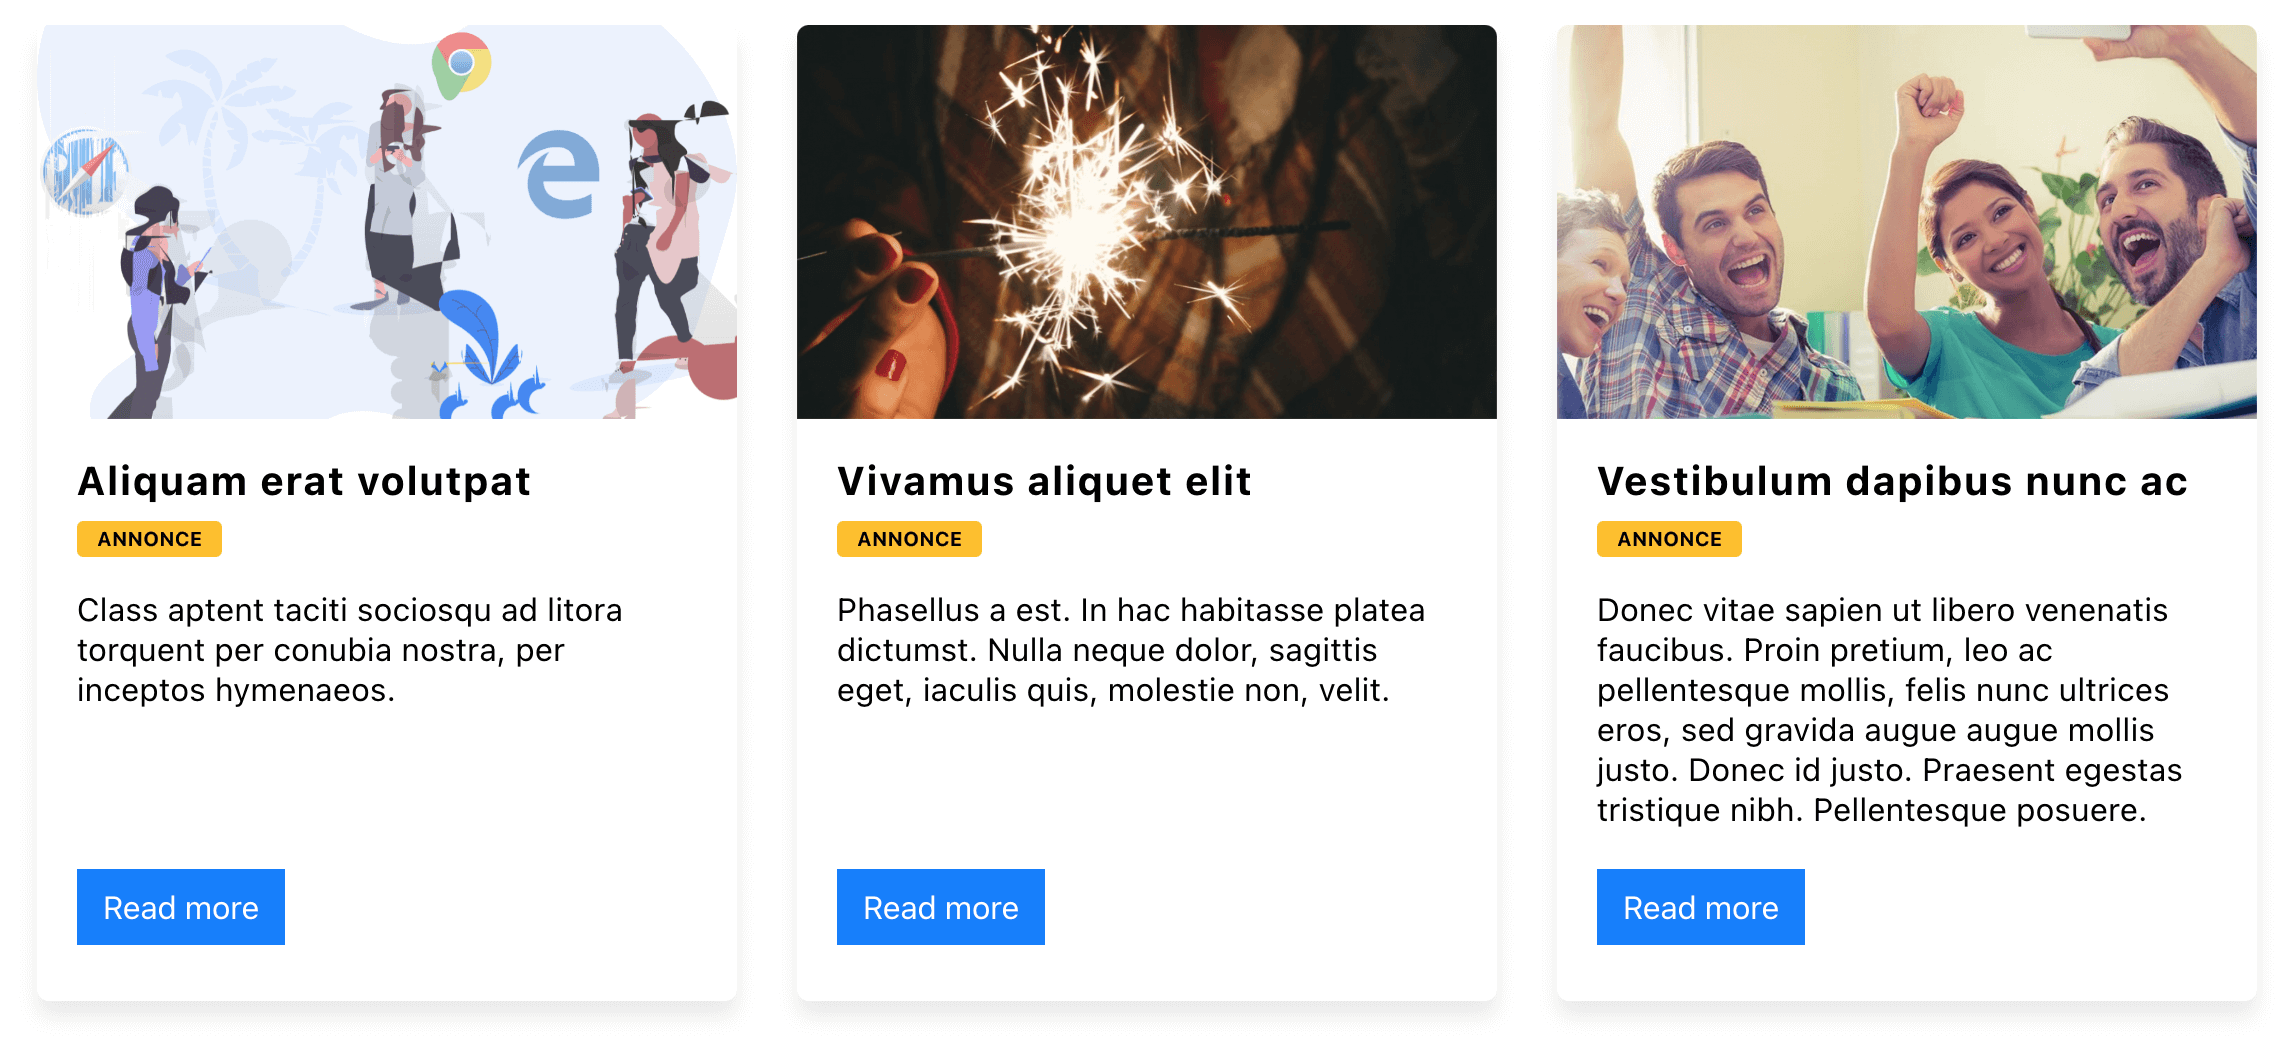 Aliquam erat volutpat
ANNONCE
Class aptent taciti sociosqu ad litora
torquent per conubia nostra, per
inceptos hymenaeos.
Read more
Vivamus aliquet elit
ANNONCE
Phasellus a est. In hac habitasse platea
dictumst. Nulla neque dolor, sagittis
eget, iaculis quis, molestie non, velit.
Read more
Vestibulum dapibus nunc ac
ANNONCE
Donec vitae sapien ut libero venenatis
faucibus. Proin pretium, leo ac
pellentesque mollis, felis nunc ultrices
eros, sed gravida augue augue mollis
justo. Donec id justo. Praesent egestas
tristique nibh. Pellentesque posuere.
Read more